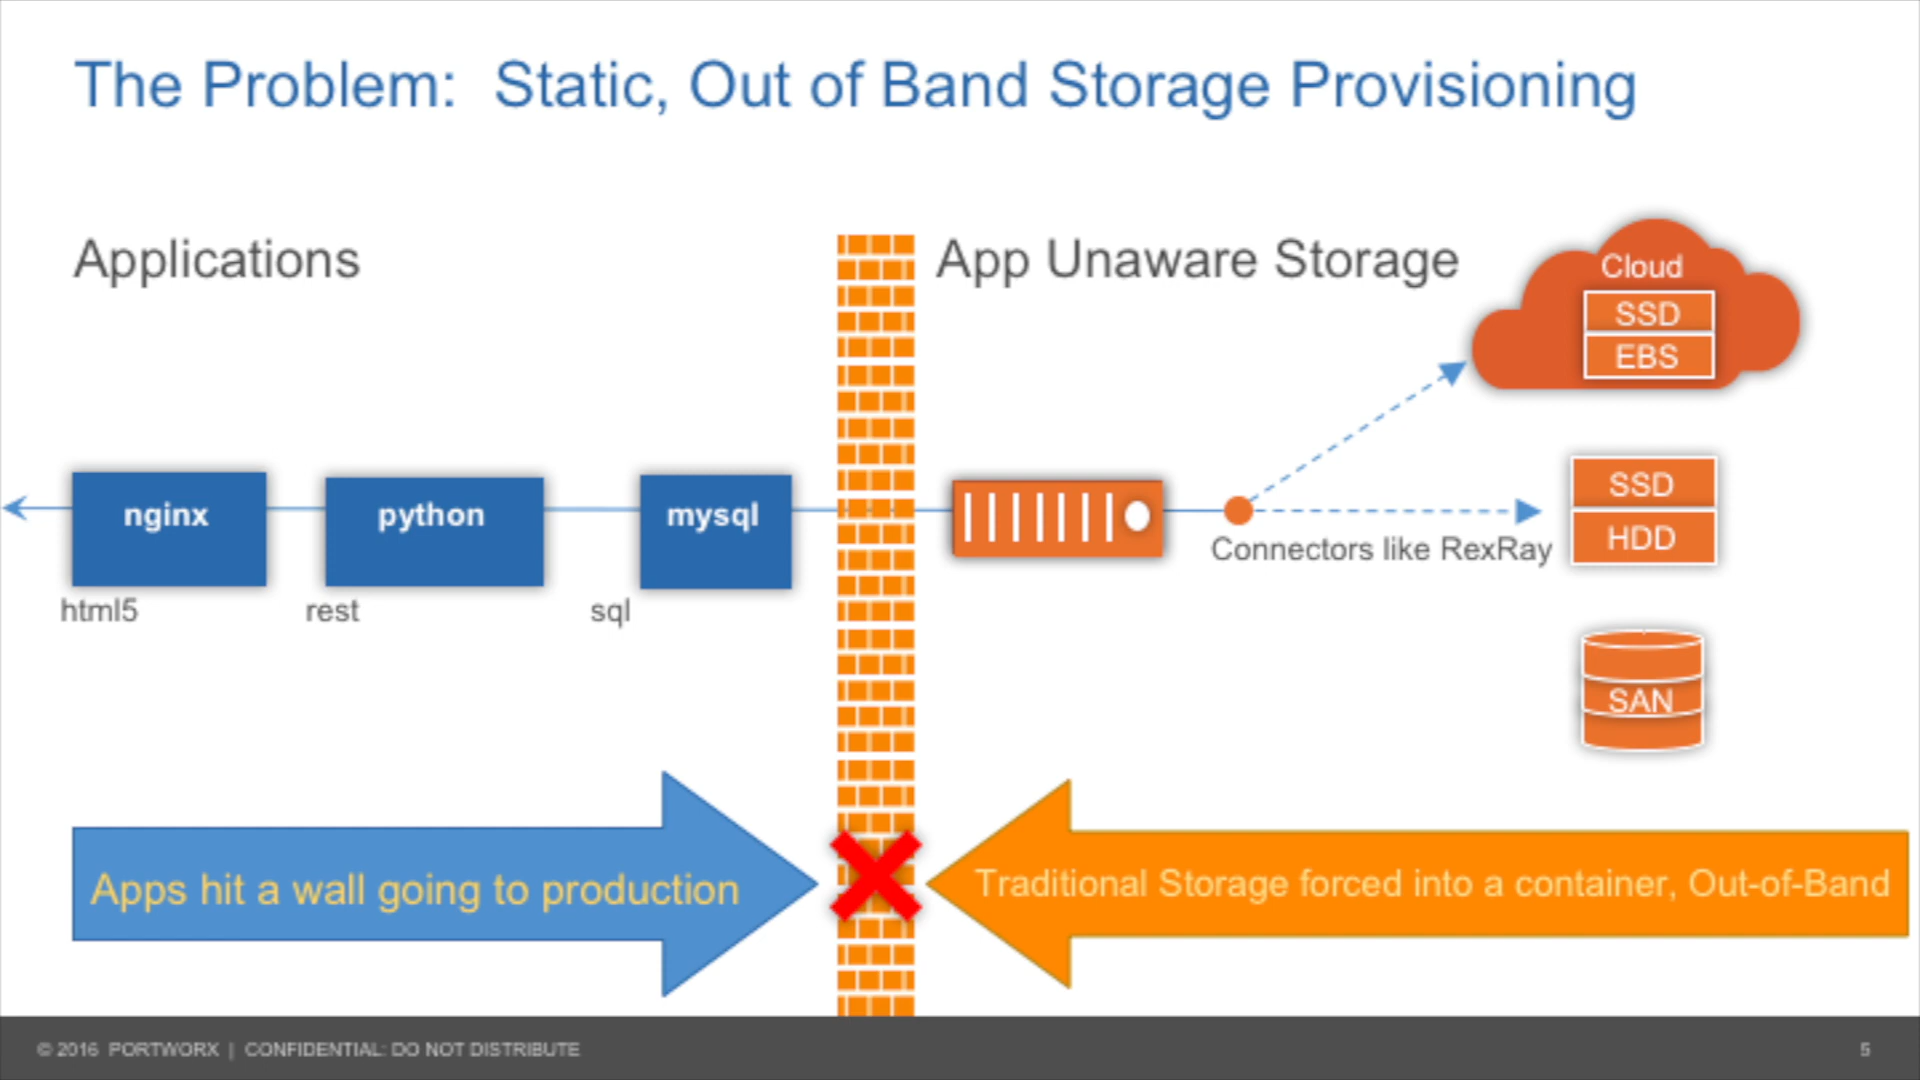 The Problem:  Static, Out of Band Storage Provisioning
Applications
App Unaware Storage
Cloud
SSD
EBS
nginx
python
mysql
html5
rest
sql
Connectors like RexRay
SSD
HDD
SAN
Apps hit a wall going to production
Traditional Storage forced into a container, Out-of-Band
© 2016  PORTWORX  |  CONFIDENTIAL: DO NOT DISTRIBUTE
5